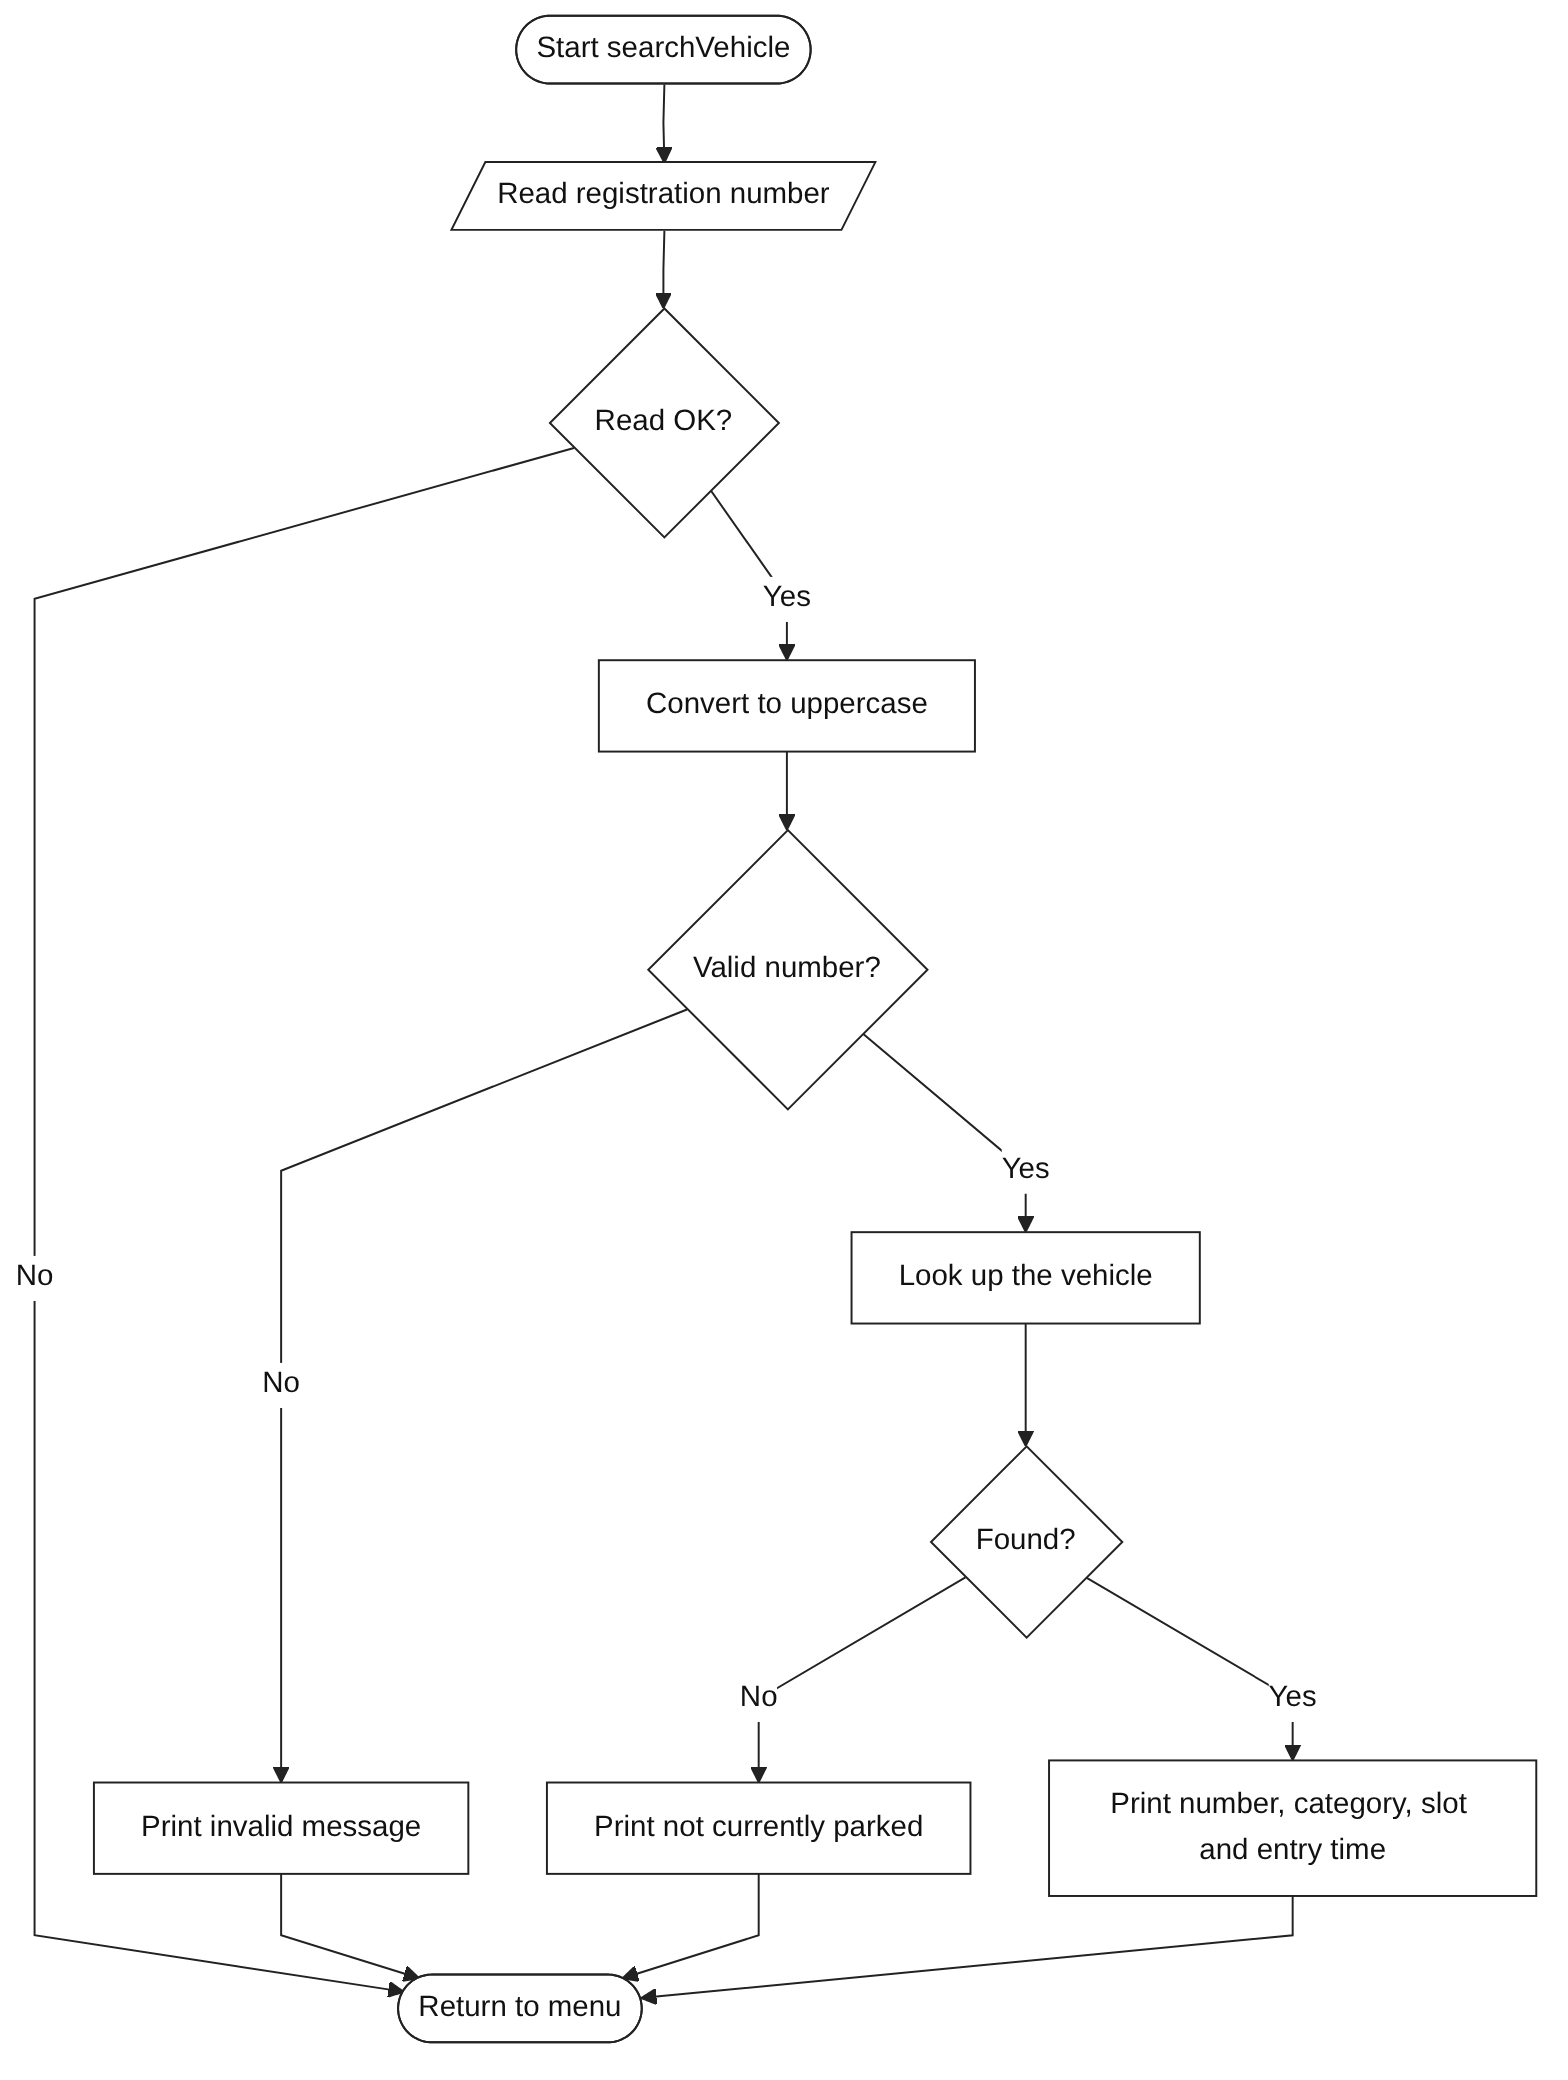 Start searchVehicle
Read registration number
Read OK?
Yes
Convert to uppercase
Valid number?
Yes
Look up the vehicle
No
No
Found?
No
Yes
Print invalid message
Print not currently parked
Print number, category, slot
and entry time
Return to menu